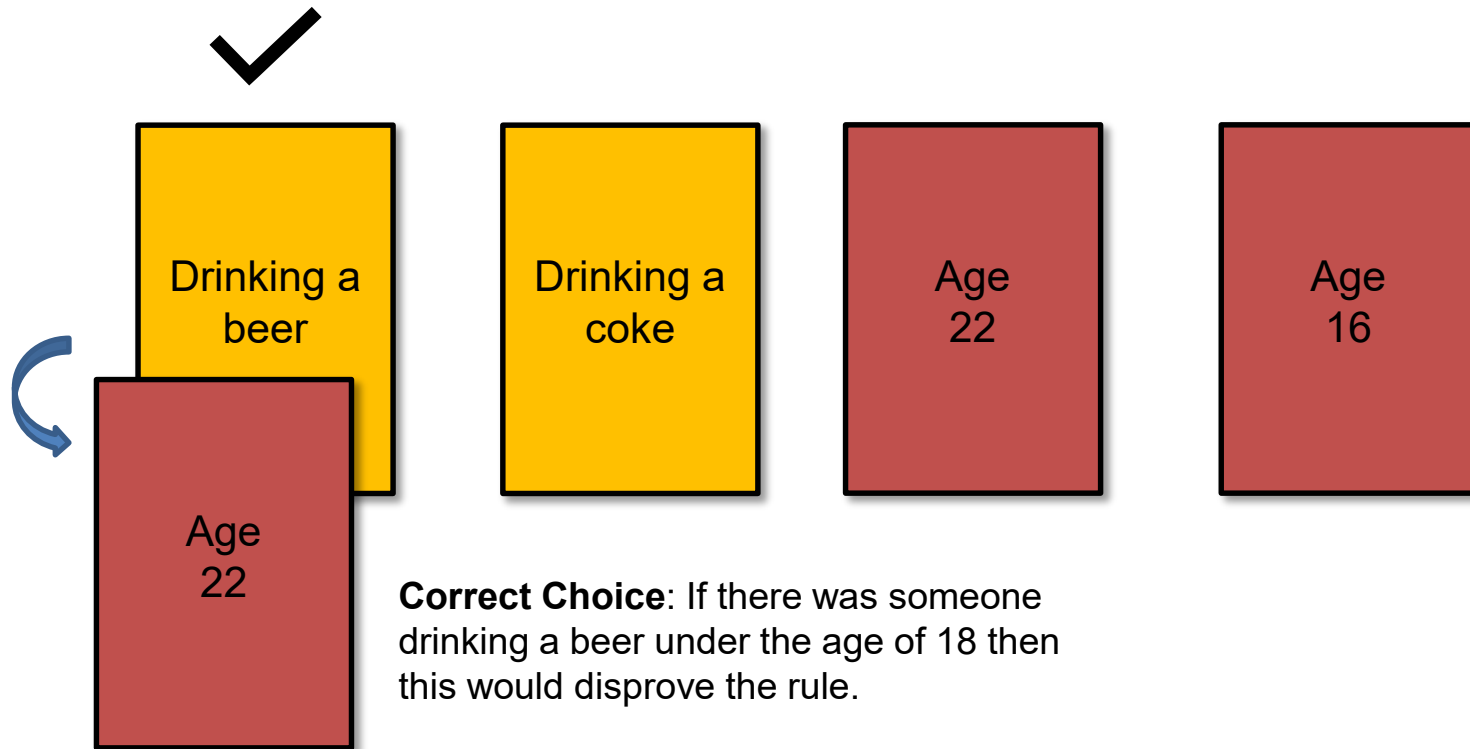 Drinking a
beer
Drinking a
coke
Age
22
Age
16
Age
22
Correct Choice: If there was someone
drinking a beer under the age of 18 then
this would disprove the rule.